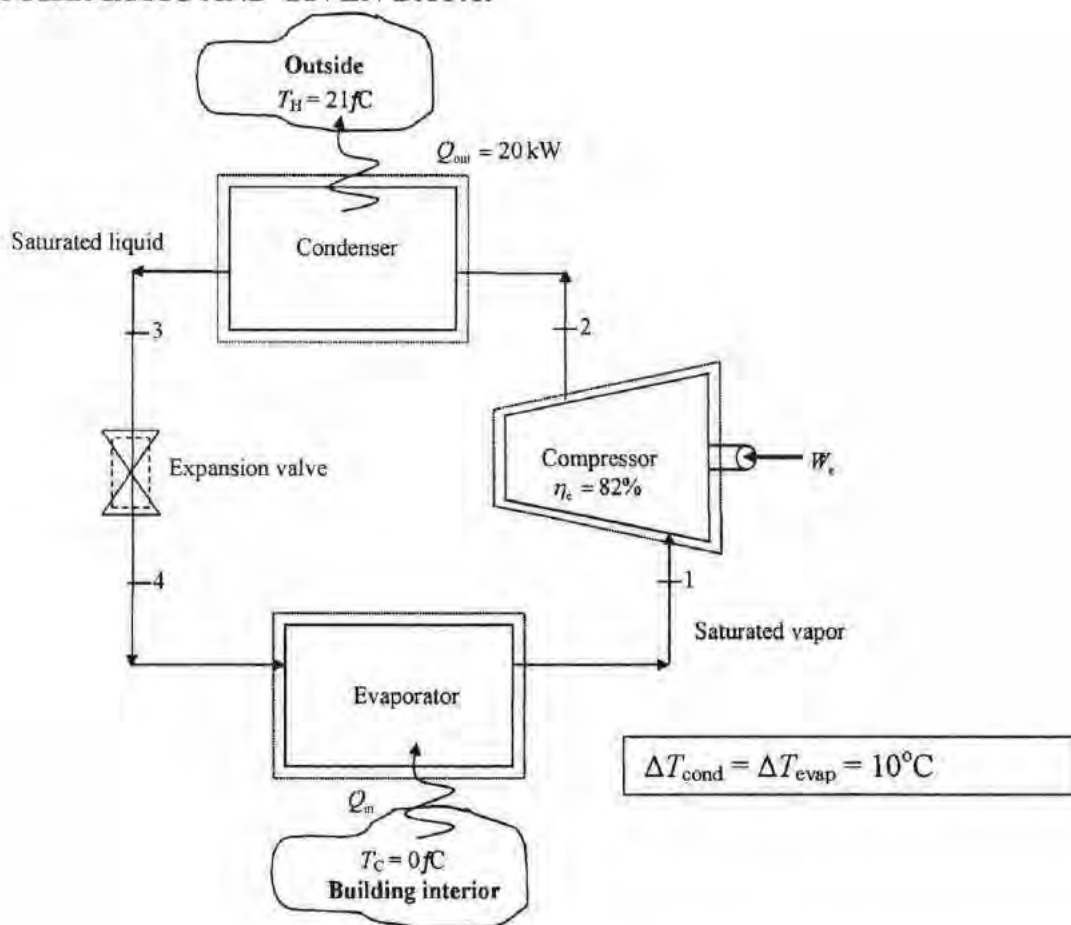 Outside
T_H = 21fC
Q_out = 20 kW
Saturated liquid
Condenser
3
2
Expansion valve
Compressor
η_c = 82%
4
1
Saturated vapor
Evaporator
ΔT_cond = ΔT_evap = 10°C
Q_in
T_C = 0fC
Building interior